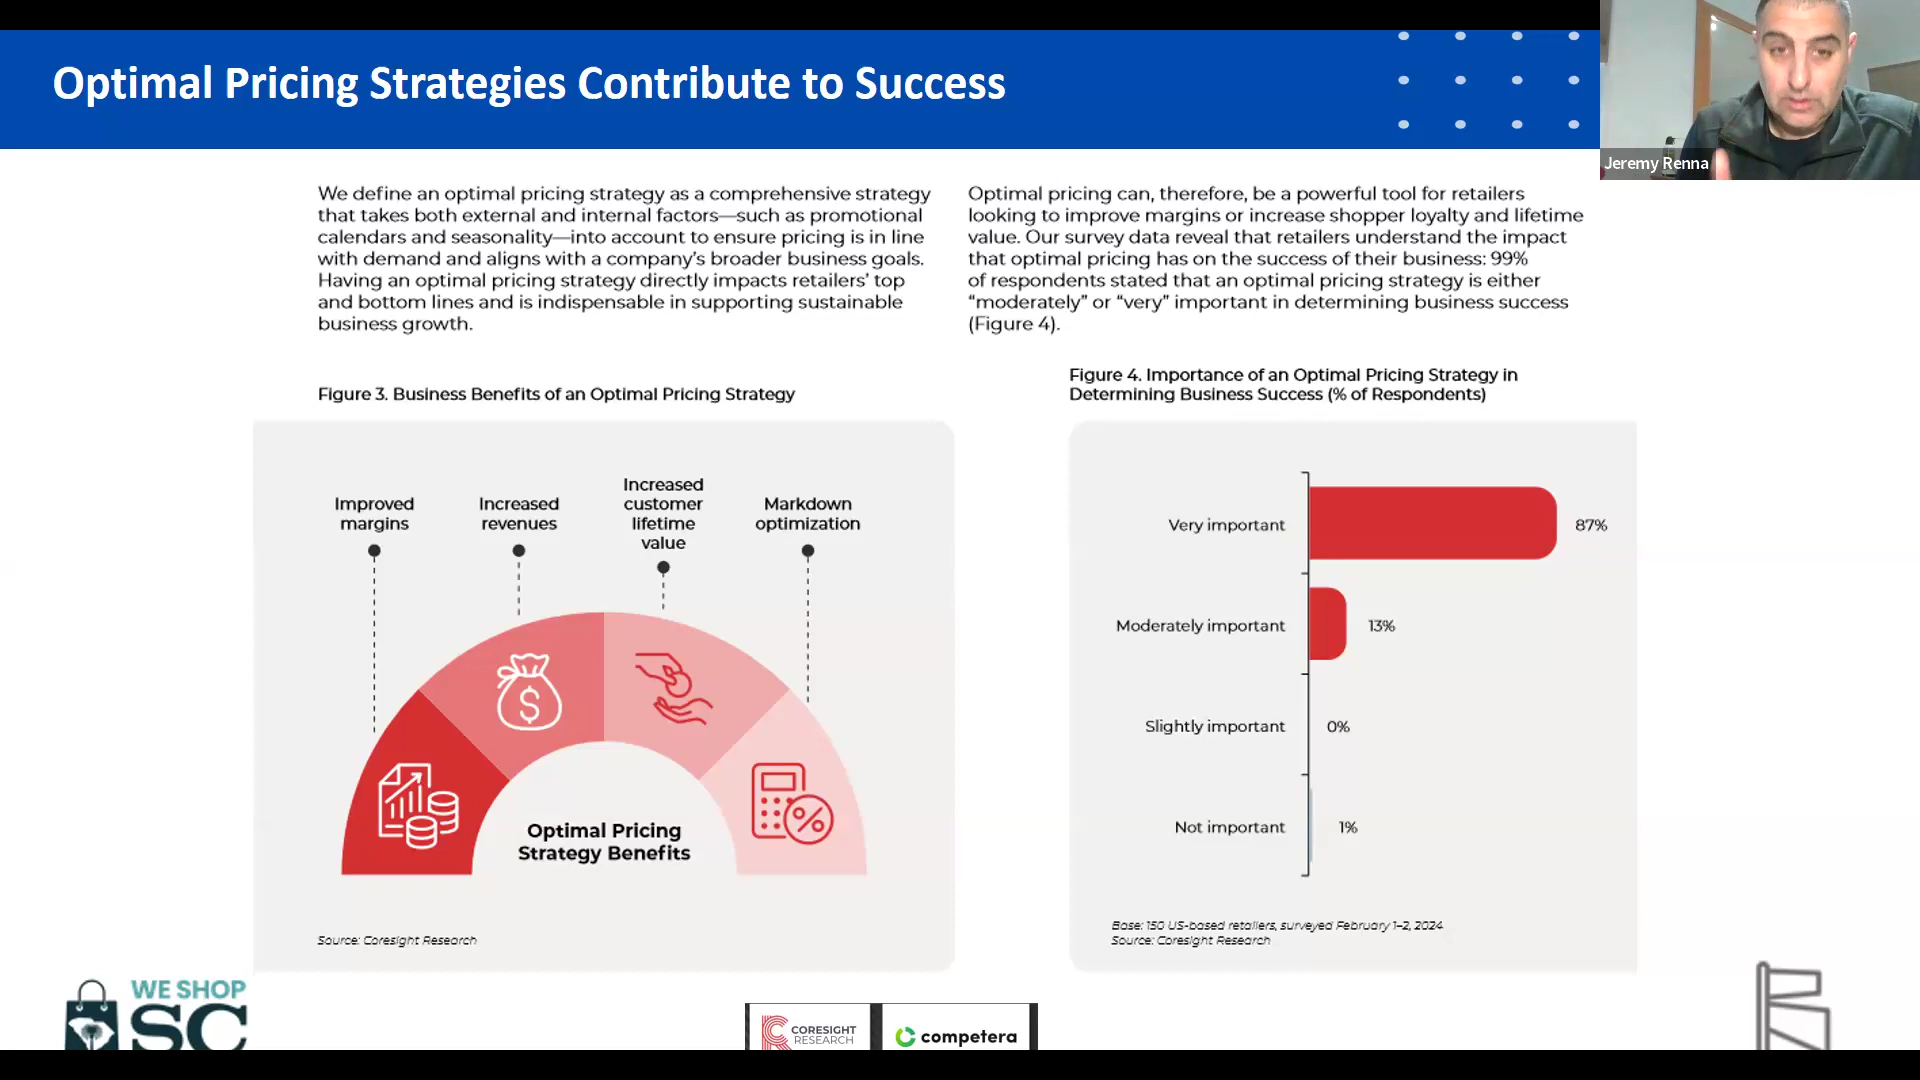 Optimal Pricing Strategies Contribute to Success
Jeremy Renna
We define an optimal pricing strategy as a comprehensive strategy
that takes both external and internal factors—such as promotional
calendars and seasonality—into account to ensure pricing is in line
with demand and aligns with a company’s broader business goals.
Having an optimal pricing strategy directly impacts retailers’ top
and bottom lines and is indispensable in supporting sustainable
business growth.
Optimal pricing can, therefore, be a powerful tool for retailers
looking to improve margins or increase shopper loyalty and lifetime
value. Our survey data reveal that retailers understand the impact
that optimal pricing has on the success of their business: 99%
of respondents stated that an optimal pricing strategy is either
“moderately” or “very” important in determining business success
(Figure 4).
Figure 3. Business Benefits of an Optimal Pricing Strategy
Improved
margins
Increased
revenues
Increased
customer
lifetime
value
Markdown
optimization
$
%
Optimal Pricing
Strategy Benefits
Source: Coresight Research
Figure 4. Importance of an Optimal Pricing Strategy in
Determining Business Success (% of Respondents)
Very important 87%
Moderately important 13%
Slightly important 0%
Not important 1%
Base: 150 US-based retailers, surveyed February 1–2, 2024
Source: Coresight Research
WE SHOP
SC
CORESIGHT
RESEARCH
competera